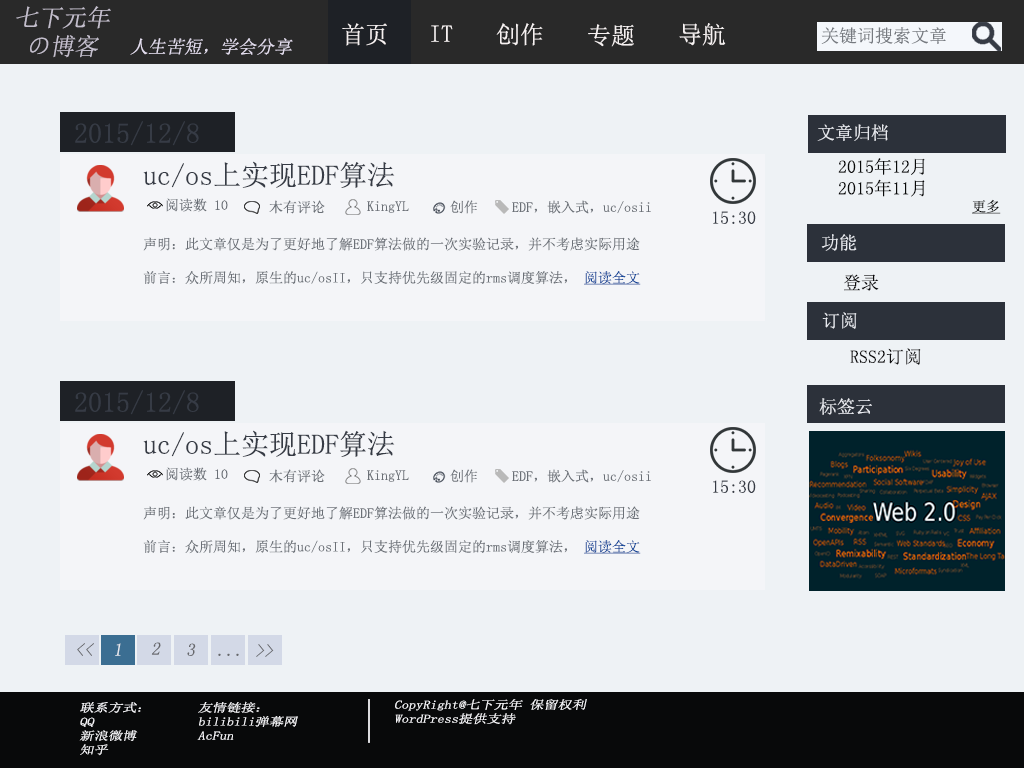 七下元年
の博客
人生苦短，学会分享
首页 IT 创作 专题 导航
关键词搜索文章
2015/12/8
uc/os上实现EDF算法
阅读数 10 木有评论 KingYL 创作 EDF，嵌入式，uc/osii
15:30
声明：此文章仅是为了更好地了解EDF算法做的一次实验记录，并不考虑实际用途
前言：众所周知，原生的uc/osII，只支持优先级固定的rms调度算法， 阅读全文
2015/12/8
uc/os上实现EDF算法
阅读数 10 木有评论 KingYL 创作 EDF，嵌入式，uc/osii
15:30
声明：此文章仅是为了更好地了解EDF算法做的一次实验记录，并不考虑实际用途
前言：众所周知，原生的uc/osII，只支持优先级固定的rms调度算法， 阅读全文
<< 1 2 3 ... >>
文章归档
2015年12月
2015年11月
更多
功能
登录
订阅
RSS2订阅
标签云
Folksonomy Wikis
Blogs Participation Usability Joy of Use
Recommendation Social Software Simplicity AJAX
Audio Video Design
Convergence Web 2.0 CSS
Mobility Affiliation
OpenAPIs RSS Web Standards Economy
Remixability Standardization The Long Ta
DataDriven Microformats
联系方式：
QQ
新浪微博
知乎
友情链接：
bilibili弹幕网
AcFun
CopyRight@七下元年 保留权利
WordPress提供支持